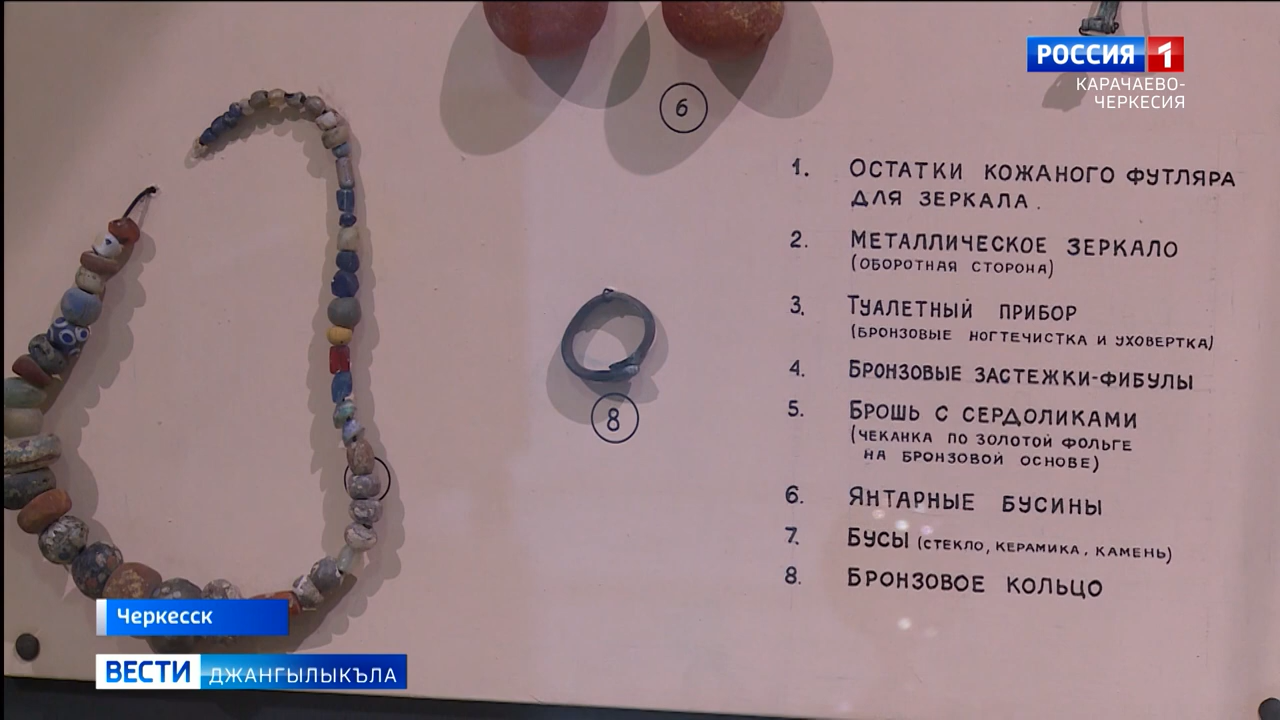 РОССИЯ 1
КАРАЧАЕВО-
ЧЕРКЕСИЯ
6
8
1. ОСТАТКИ КОЖАНОГО ФУТЛЯРА
ДЛЯ ЗЕРКАЛА.
2. МЕТАЛЛИЧЕСКОЕ ЗЕРКАЛО
(ОБОРОТНАЯ СТОРОНА)
3. ТУАЛЕТНЫЙ ПРИБОР
(БРОНЗОВЫЕ НОГТЕЧИСТКА И УХОВЕРТКА)
4. БРОНЗОВЫЕ ЗАСТЕЖКИ-ФИБУЛЫ
5. БРОШЬ С СЕРДОЛИКАМИ
(ЧЕКАНКА ПО ЗОЛОТОЙ ФОЛЬГЕ
НА БРОНЗОВОЙ ОСНОВЕ)
6. ЯНТАРНЫЕ БУСИНЫ
7. БУСЫ (СТЕКЛО, КЕРАМИКА, КАМЕНЬ)
8. БРОНЗОВОЕ КОЛЬЦО
Черкесск
ВЕСТИ ДЖАНГЫЛЫКЪЛА